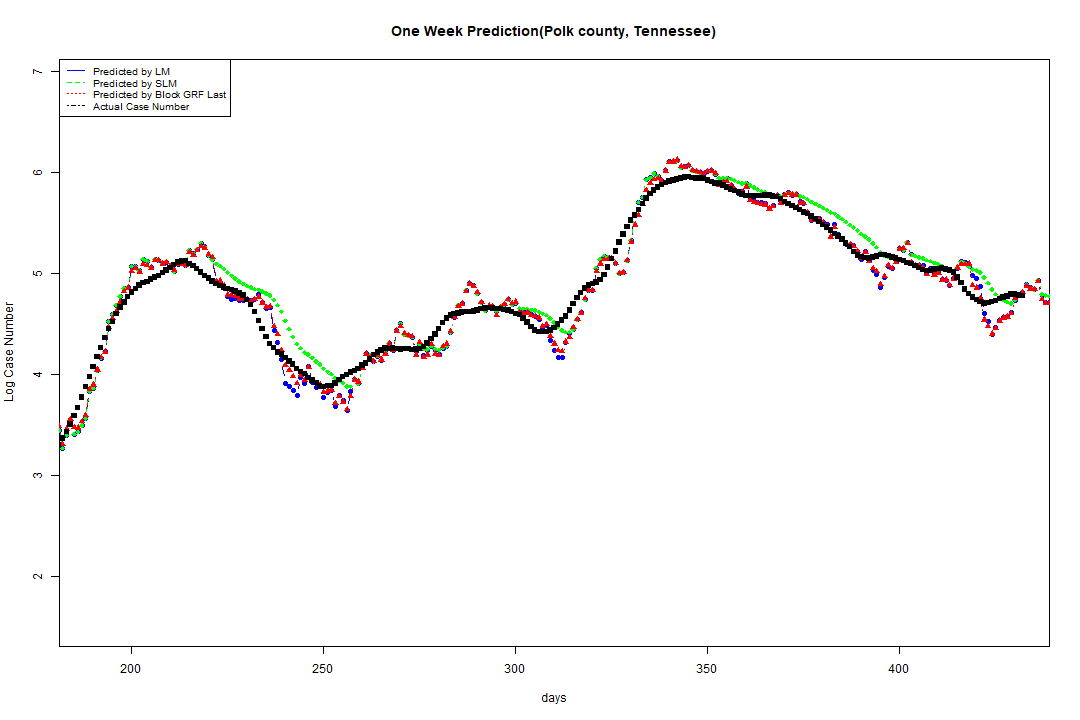 One Week Prediction(Polk county, Tennessee)
Predicted by LM
Predicted by SLM
Predicted by Block GRF Last
Actual Case Number
7
6
5
4
3
2
Log Case Number
200 250 300 350 400
days